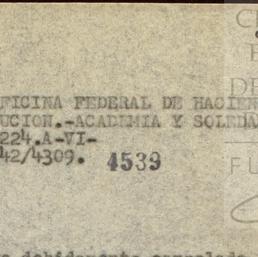 FICINA FEDERAL DE HACIEN
UCION.-ACADEMIA Y SOLEDA
224.A-VI-
42/4309. 4539